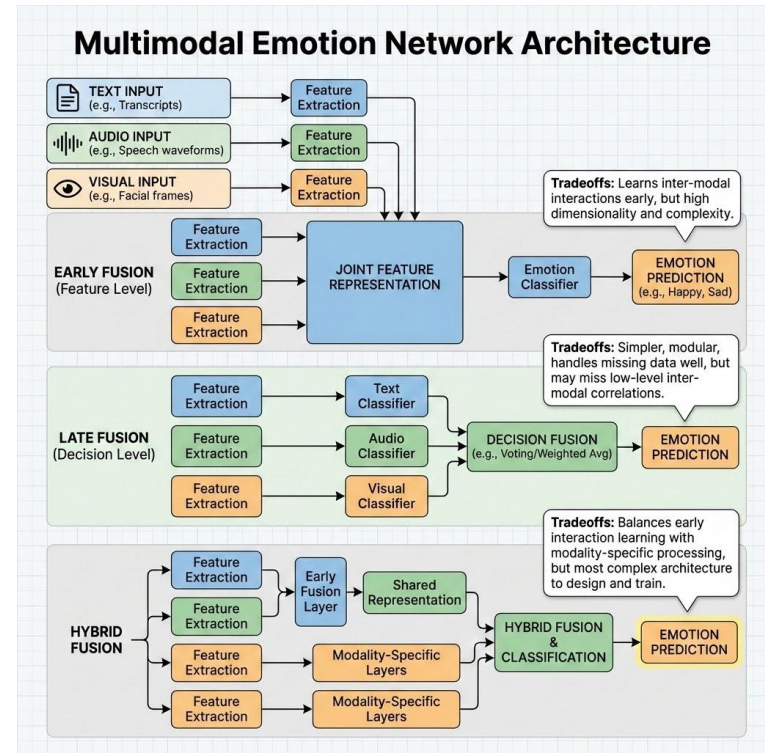 Multimodal Emotion Network Architecture
TEXT INPUT
(e.g., Transcripts)
Feature
Extraction
AUDIO INPUT
(e.g., Speech waveforms)
Feature
Extraction
VISUAL INPUT
(e.g., Facial frames)
Feature
Extraction
Tradeoffs: Learns inter-modal
interactions early, but high
dimensionality and complexity.
EARLY FUSION
(Feature Level)
Feature
Extraction
Feature
Extraction
Feature
Extraction
JOINT FEATURE
REPRESENTATION
Emotion
Classifier
EMOTION
PREDICTION
(e.g., Happy, Sad)
Tradeoffs: Simpler, modular,
handles missing data well, but
may miss low-level inter-
modal correlations.
LATE FUSION
(Decision Level)
Feature
Extraction
Text
Classifier
Feature
Extraction
Audio
Classifier
Feature
Extraction
Visual
Classifier
DECISION FUSION
(e.g., Voting/Weighted Avg)
EMOTION
PREDICTION
Tradeoffs: Balances early
interaction learning with
modality-specific processing,
but most complex architecture
to design and train.
HYBRID
FUSION
Feature
Extraction
Feature
Extraction
Early
Fusion
Layer
Shared
Representation
Feature
Extraction
Modality-Specific
Layers
Feature
Extraction
Modality-Specific
Layers
HYBRID FUSION
&
CLASSIFICATION
EMOTION
PREDICTION